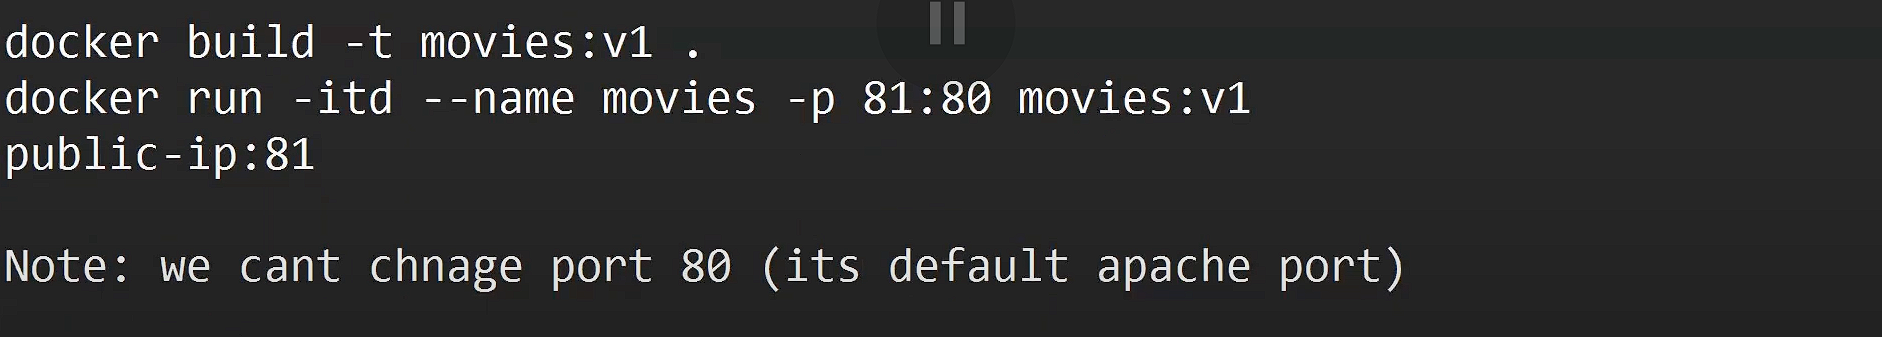 docker build -t movies:v1 .
docker run -itd --name movies -p 81:80 movies:v1
public-ip:81
Note: we cant chnage port 80 (its default apache port)